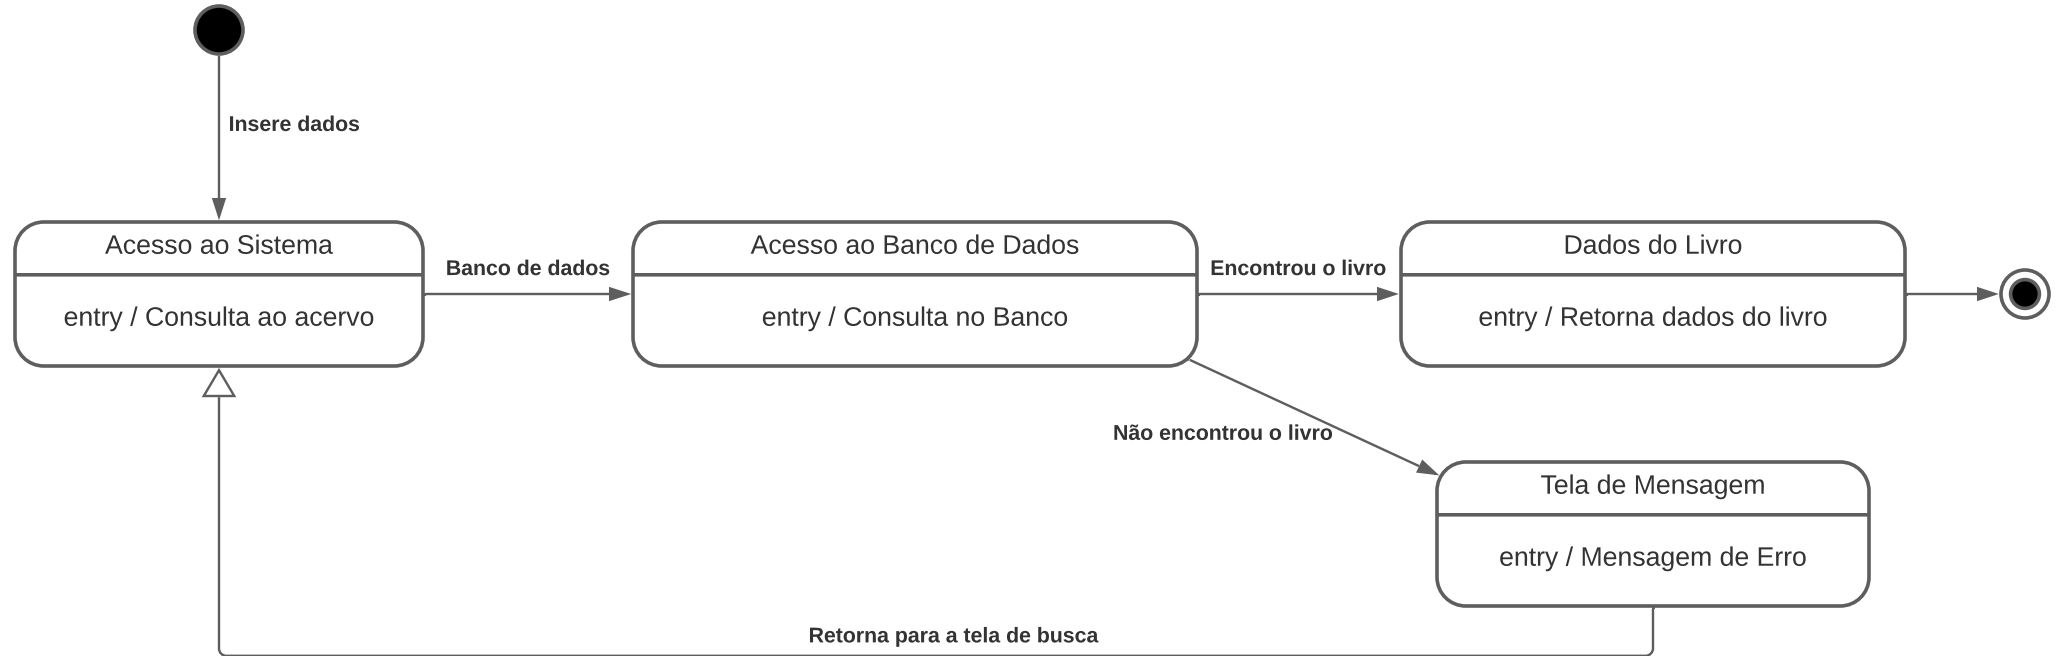 Insere dados
Acesso ao Sistema
entry / Consulta ao acervo
Banco de dados
Acesso ao Banco de Dados
entry / Consulta no Banco
Encontrou o livro
Dados do Livro
entry / Retorna dados do livro
Não encontrou o livro
Tela de Mensagem
entry / Mensagem de Erro
Retorna para a tela de busca